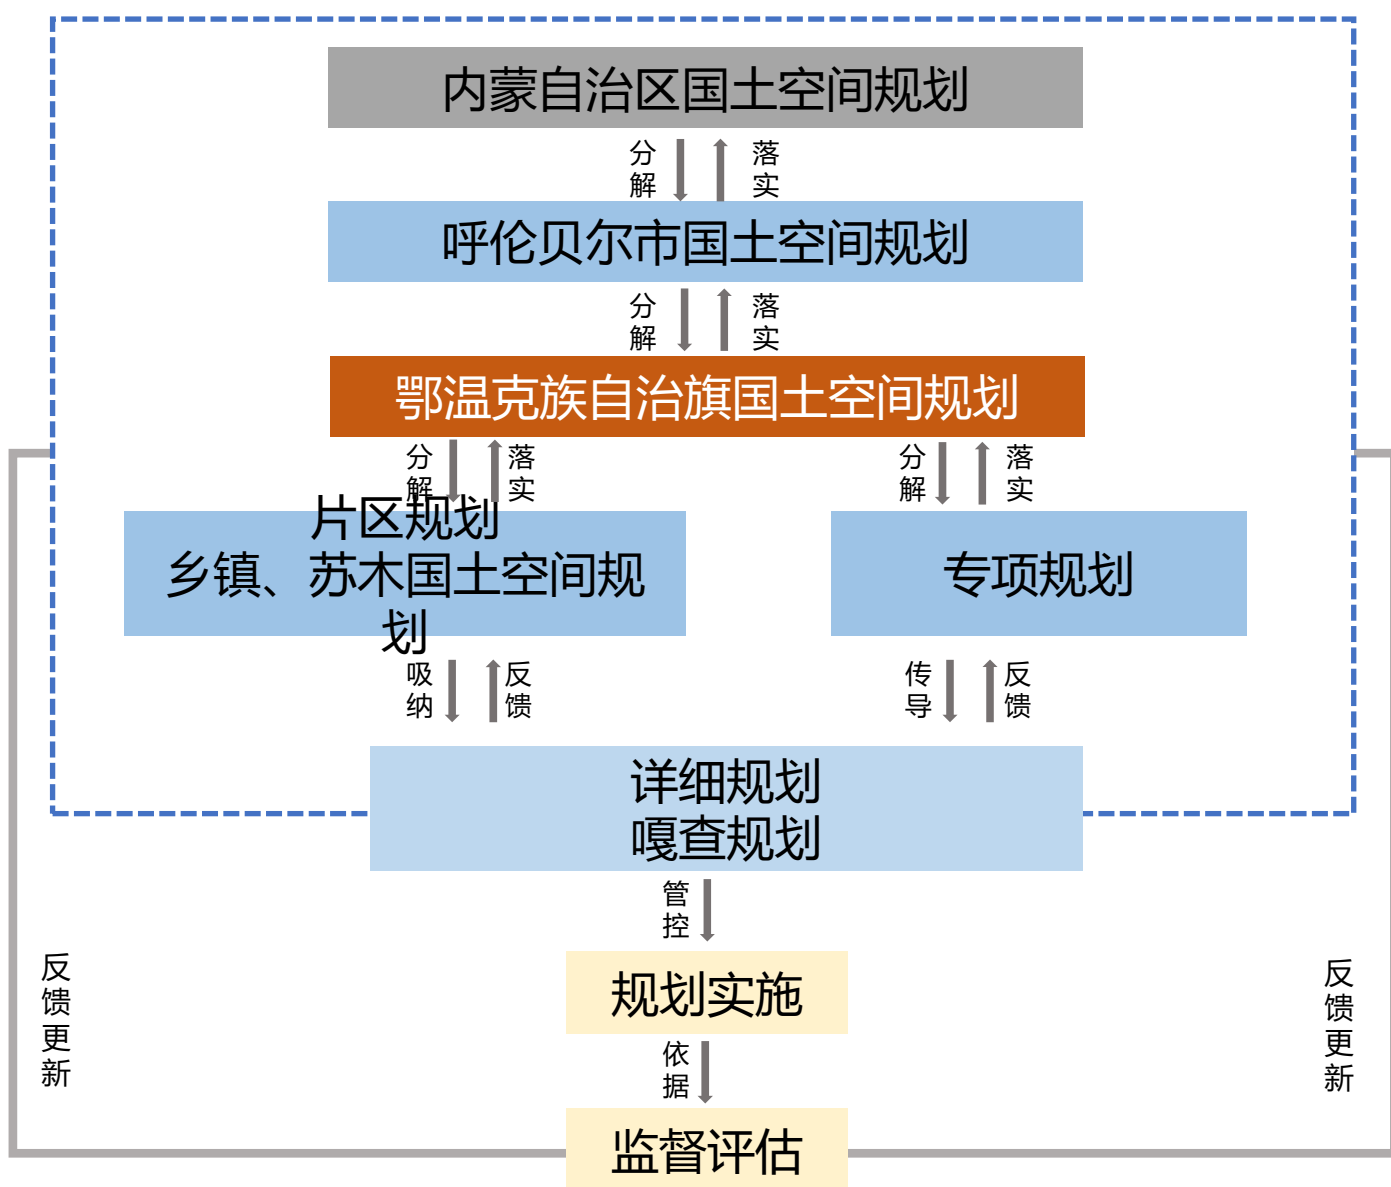 内蒙自治区国土空间规划
分解
落实
呼伦贝尔市国土空间规划
分解
落实
鄂温克族自治旗国土空间规划
分解
落实
分解
落实
片区规划
乡镇、苏木国土空间规
划
专项规划
吸纳
反馈
传导
反馈
详细规划
嘎查规划
管控
规划实施
反馈更新
反馈更新
依据
监督评估